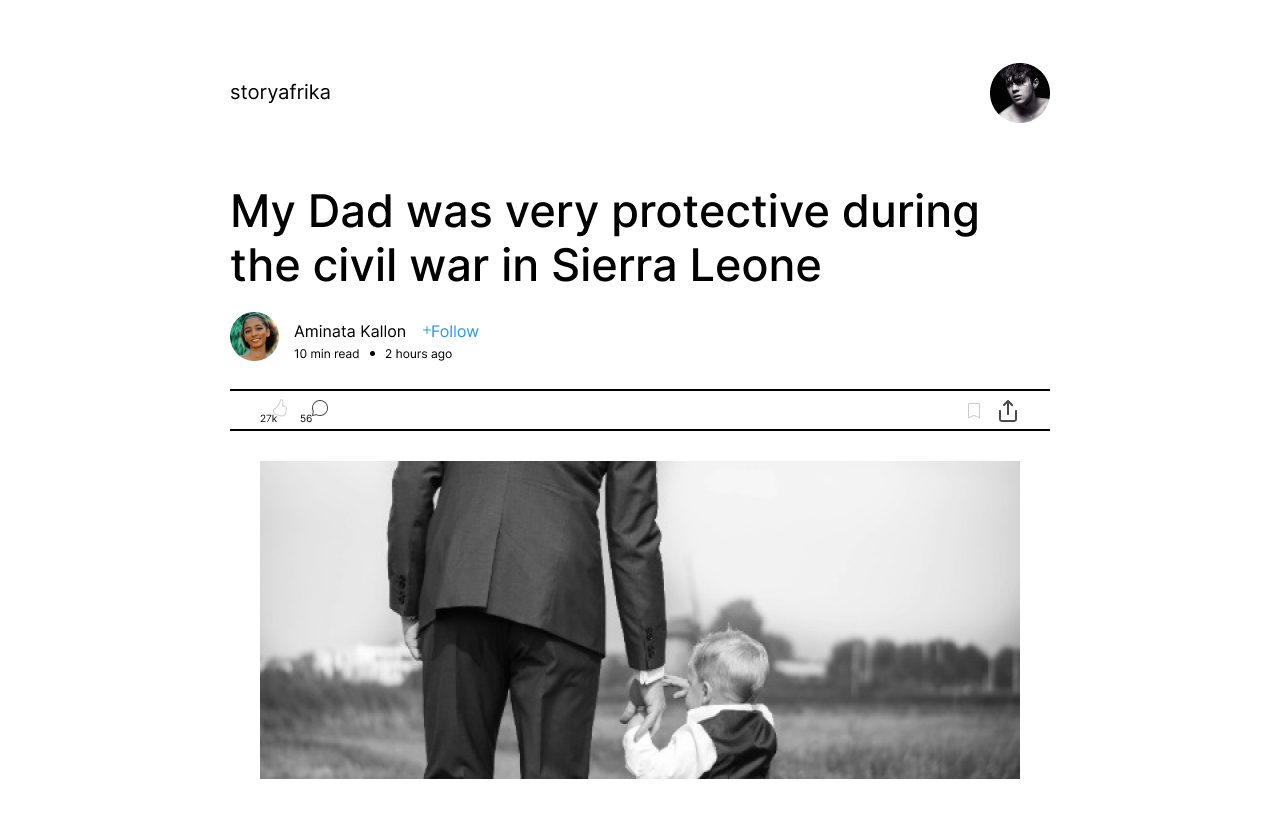 storyafrika
My Dad was very protective during
the civil war in Sierra Leone
Aminata Kallon +Follow
10 min read • 2 hours ago
27k 56